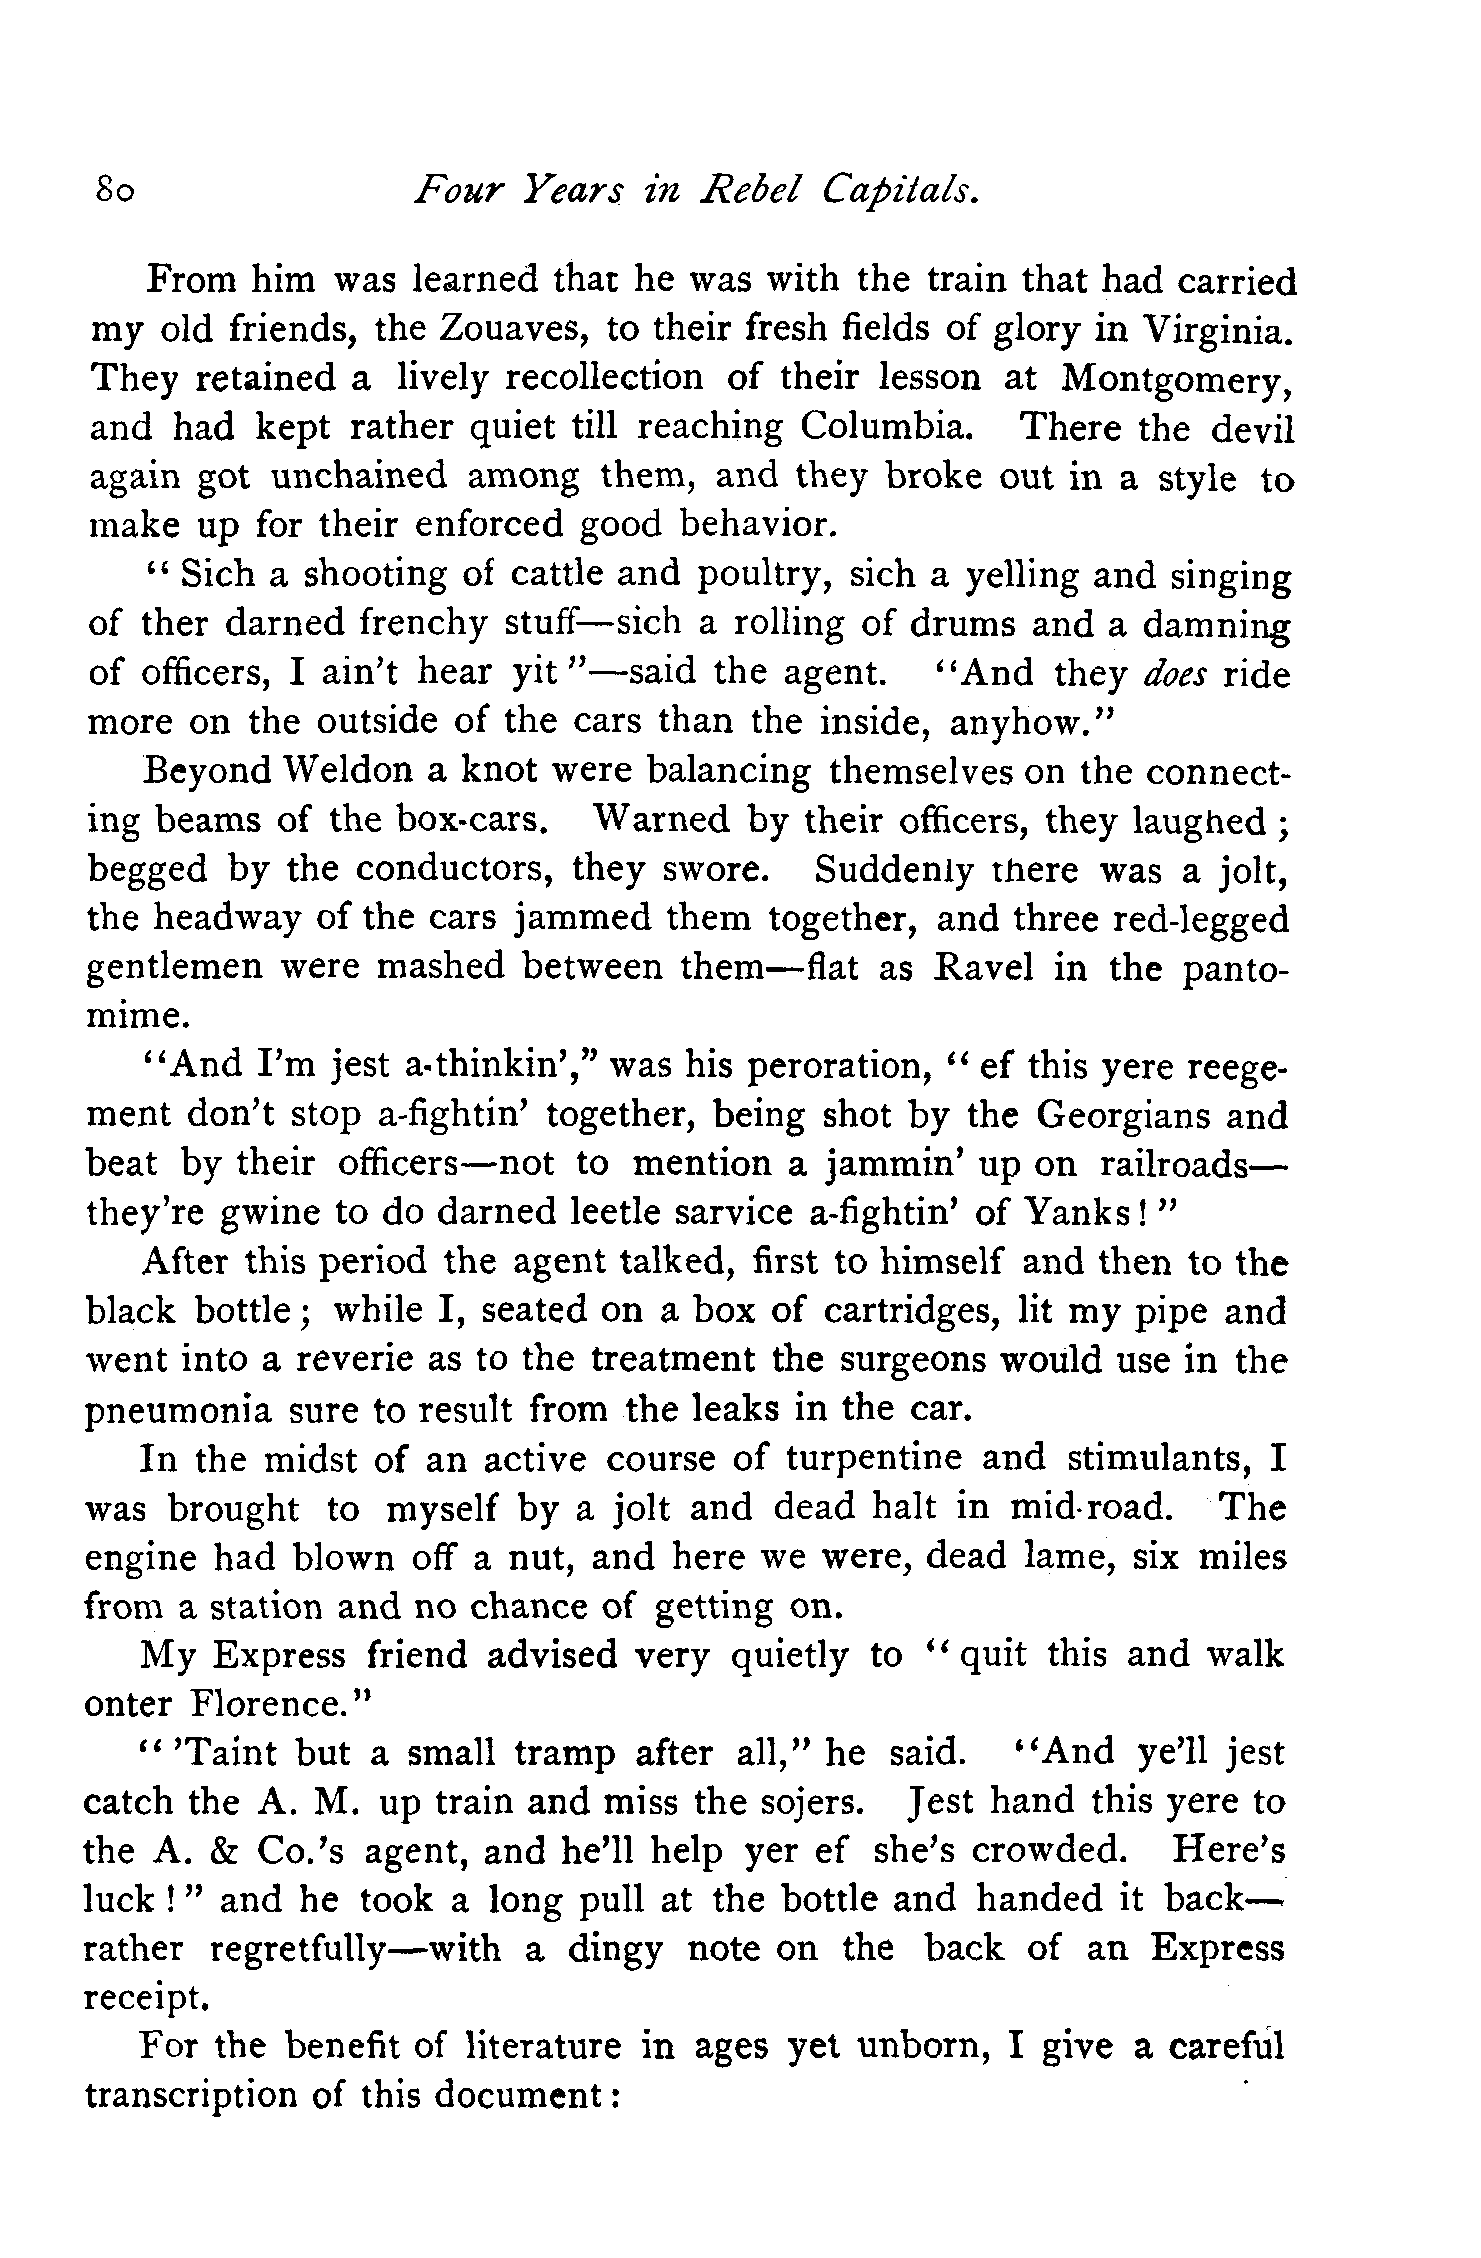 80 Four Years in Rebel Capitals.
From him was learned that he was with the train that had carried
my old friends, the Zouaves, to their fresh fields of glory in Virginia.
They retained a lively recollection of their lesson at Montgomery,
and had kept rather quiet till reaching Columbia. There the devil
again got unchained among them, and they broke out in a style to
make up for their enforced good behavior.
“Sich a shooting of cattle and poultry, sich a yelling and singing
of ther darned frenchy stuff—sich a rolling of drums and a damning
of officers, I ain't hear yit”—said the agent. “And they does ride
more on the outside of the cars than the inside, anyhow.”
Beyond Weldon a knot were balancing themselves on the connect-
ing beams of the box-cars. Warned by their officers, they laughed;
begged by the conductors, they swore. Suddenly there was a jolt,
the headway of the cars jammed them together, and three red-legged
gentlemen were mashed between them—flat as Ravel in the panto-
mime.
“And I'm jest a-thinkin',” was his peroration, “ef this yere reege-
ment don't stop a-fightin' together, being shot by the Georgians and
beat by their officers—not to mention a jammin' up on railroads—
they're gwine to do darned leetle sarvice a-fightin' of Yanks!”
After this period the agent talked, first to himself and then to the
black bottle; while I, seated on a box of cartridges, lit my pipe and
went into a reverie as to the treatment the surgeons would use in the
pneumonia sure to result from the leaks in the car.
In the midst of an active course of turpentine and stimulants, I
was brought to myself by a jolt and dead halt in mid-road. The
engine had blown off a nut, and here we were, dead lame, six miles
from a station and no chance of getting on.
My Express friend advised very quietly to “quit this and walk
onter Florence.”
“'Taint but a small tramp after all,” he said. “And ye'll jest
catch the A. M. up train and miss the sojers. Jest hand this yere to
the A. & Co.'s agent, and he'll help yer ef she's crowded. Here's
luck!” and he took a long pull at the bottle and handed it back—
rather regretfully—with a dingy note on the back of an Express
receipt.
For the benefit of literature in ages yet unborn, I give a careful
transcription of this document: